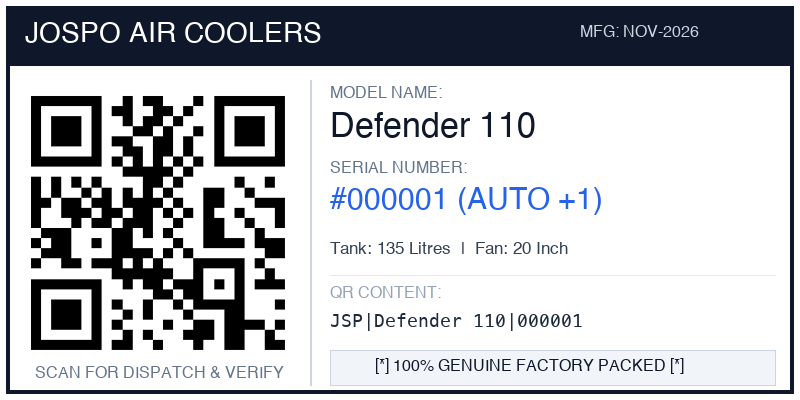 JOSPO AIR COOLERS
MFG: NOV-2026
MODEL NAME:
Defender 110
SERIAL NUMBER:
#000001 (AUTO +1)
Tank: 135 Litres | Fan: 20 Inch
QR CONTENT:
JSP|Defender 110|000001
[*] 100% GENUINE FACTORY PACKED [*]
SCAN FOR DISPATCH & VERIFY